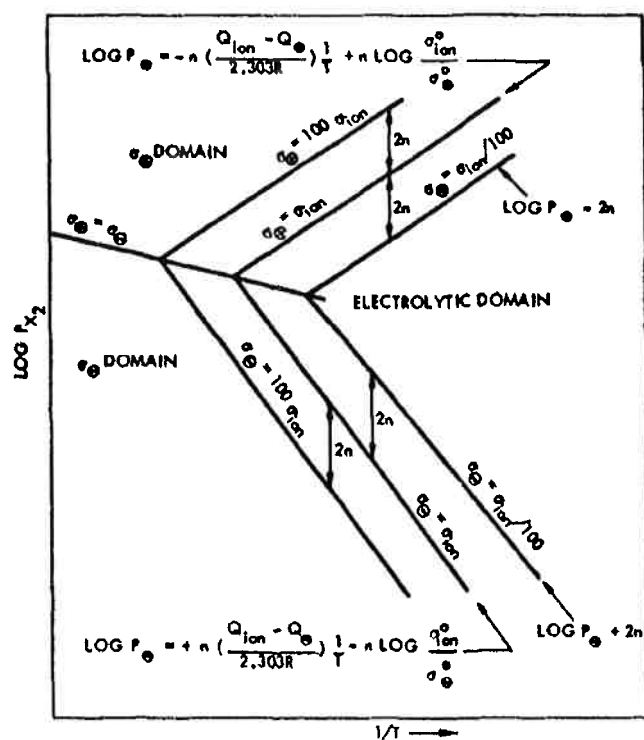 LOG P⊕ = −n ((Q_ion − Q⊕)/2.303R) 1/T + n LOG σ°_ion/σ°⊕
σ⊕ DOMAIN
σ⊕ = 100 σ_ion
2n
σ⊕ = σ_ion
2n
σ⊕ = σ_ion/100
LOG P⊕ − 2n
σ⊕ = σ⊖
ELECTROLYTIC DOMAIN
LOG P_X2
σ⊖ DOMAIN
σ⊖ = 100 σ_ion
2n
2n
σ⊖ = σ_ion
σ⊖ = σ_ion/100
LOG P⊖ + 2n
LOG P⊖ = + n ((Q_ion − Q⊖)/2.303R) 1/T − n LOG σ°_ion/σ°⊖
1/T